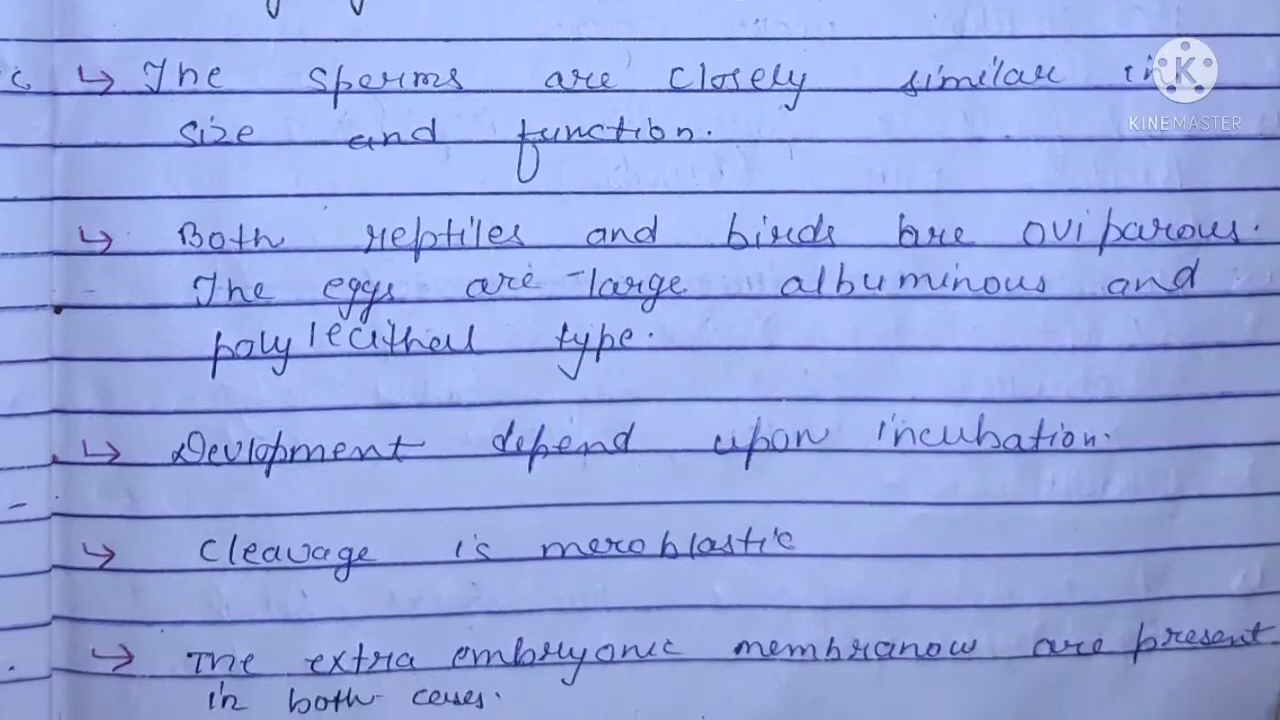 ↳ The sperms are closely similar in
size and function.
↳ Both reptiles and birds are oviparous.
The eggs are large albuminous and
polylecithal type.
↳ Devlopment depend upon incubation.
↳ Cleavage is meroblastic
↳ The extra embryonic membranow are present
in both cases.
KINEMASTER